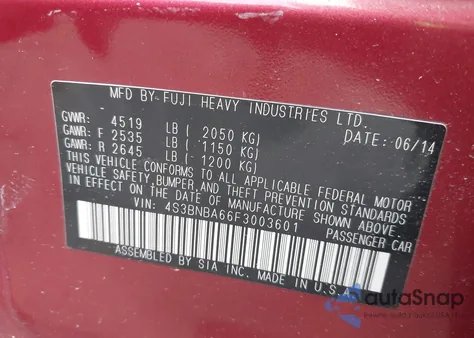 MFD BY FUJI HEAVY INDUSTRIES LTD.
GVWR: 4519 LB ( 2050 KG) DATE: 06/14
GAWR: F 2535 LB ( 1150 KG)
GAWR: R 2645 LB ( 1200 KG)
THIS VEHICLE CONFORMS TO ALL APPLICABLE FEDERAL MOTOR
VEHICLE SAFETY, BUMPER, AND THEFT PREVENTION STANDARDS
IN EFFECT ON THE DATE OF MANUFACTURE SHOWN ABOVE.
VIN: 4S3BNBA66F3003601 PASSENGER CAR
ASSEMBLED BY SIA INC. MADE IN U.S.A.
autoSnap